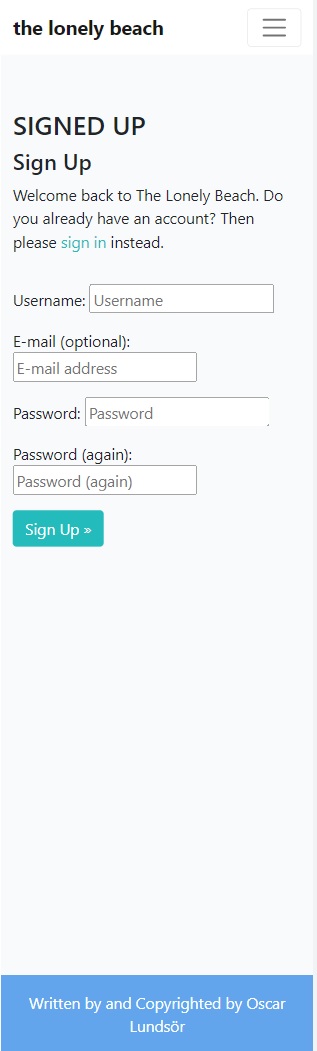 the lonely beach
SIGNED UP
Sign Up
Welcome back to The Lonely Beach. Do
you already have an account? Then
please sign in instead.
Username: Username
E-mail (optional):
E-mail address
Password: Password
Password (again):
Password (again)
Sign Up »
Written by and Copyrighted by Oscar
Lundsör